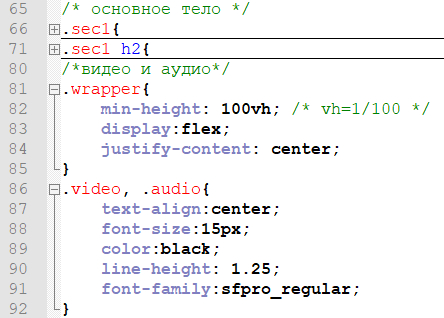 65 /* основное тело */
66 .sec1{
71 .sec1 h2{
80 /*видео и аудио*/
81 .wrapper{
82 min-height: 100vh; /* vh=1/100 */
83 display:flex;
84 justify-content: center;
85 }
86 .video, .audio{
87 text-align:center;
88 font-size:15px;
89 color:black;
90 line-height: 1.25;
91 font-family:sfpro_regular;
92 }